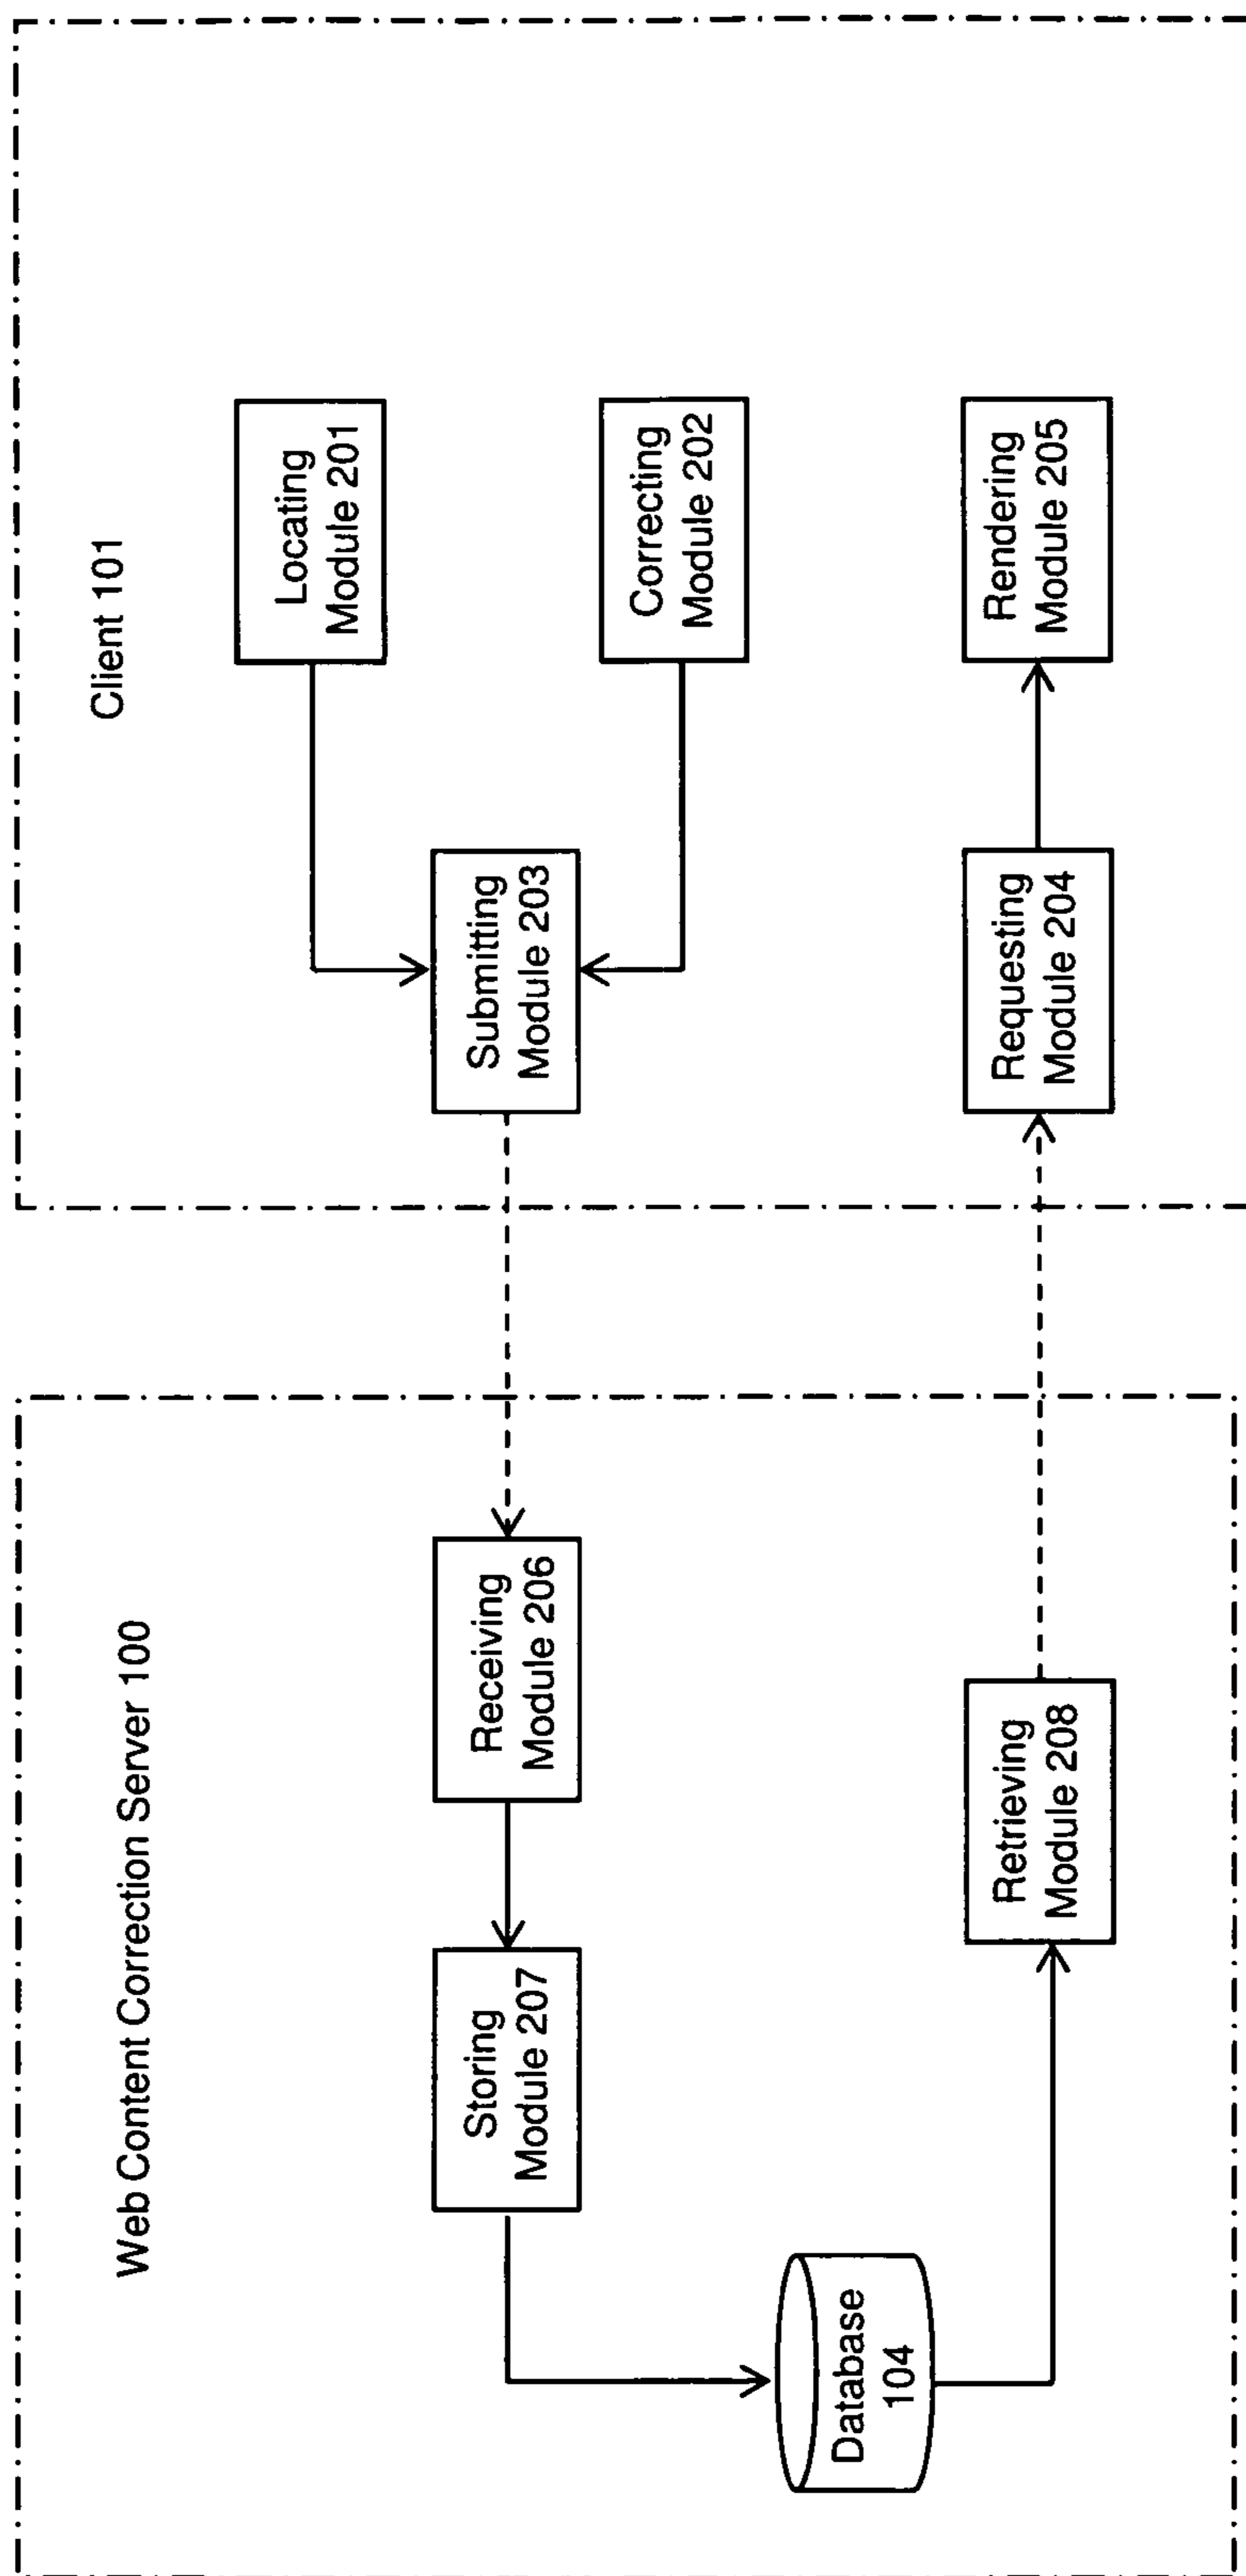 Web Content Correction Server 100
Storing
Module 207
Receiving
Module 206
Database
104
Retrieving
Module 208
Client 101
Submitting
Module 203
Locating
Module 201
Correcting
Module 202
Requesting
Module 204
Rendering
Module 205